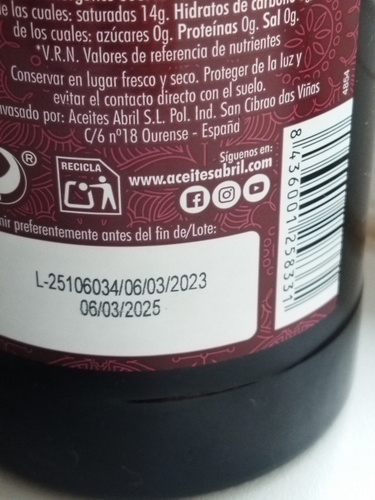 de las cuales: saturadas 14g. Hidratos de carbono
de los cuales: azúcares 0g. Proteínas 0g. Sal 0g.
*V.R.N. Valores de referencia de nutrientes
Conservar en lugar fresco y seco. Proteger de la luz y
evitar el contacto directo con el suelo.
nvasado por: Aceites Abril S.L. Pol. Ind. San Cibrao das Viñas
C/6 nº18 Ourense - España
4894
®
RECICLA
Síguenos en:
www.aceitesabril.com
mir preferentemente antes del fin de/Lote:
L-25106034/06/03/2023
06/03/2025
8 436001 258331